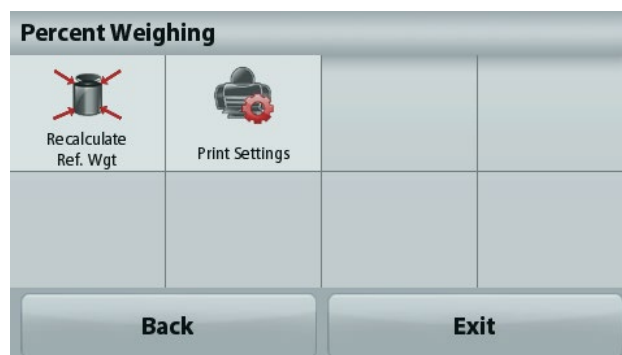 Percent Weighing
Recalculate
Ref. Wgt
Print Settings
Back
Exit